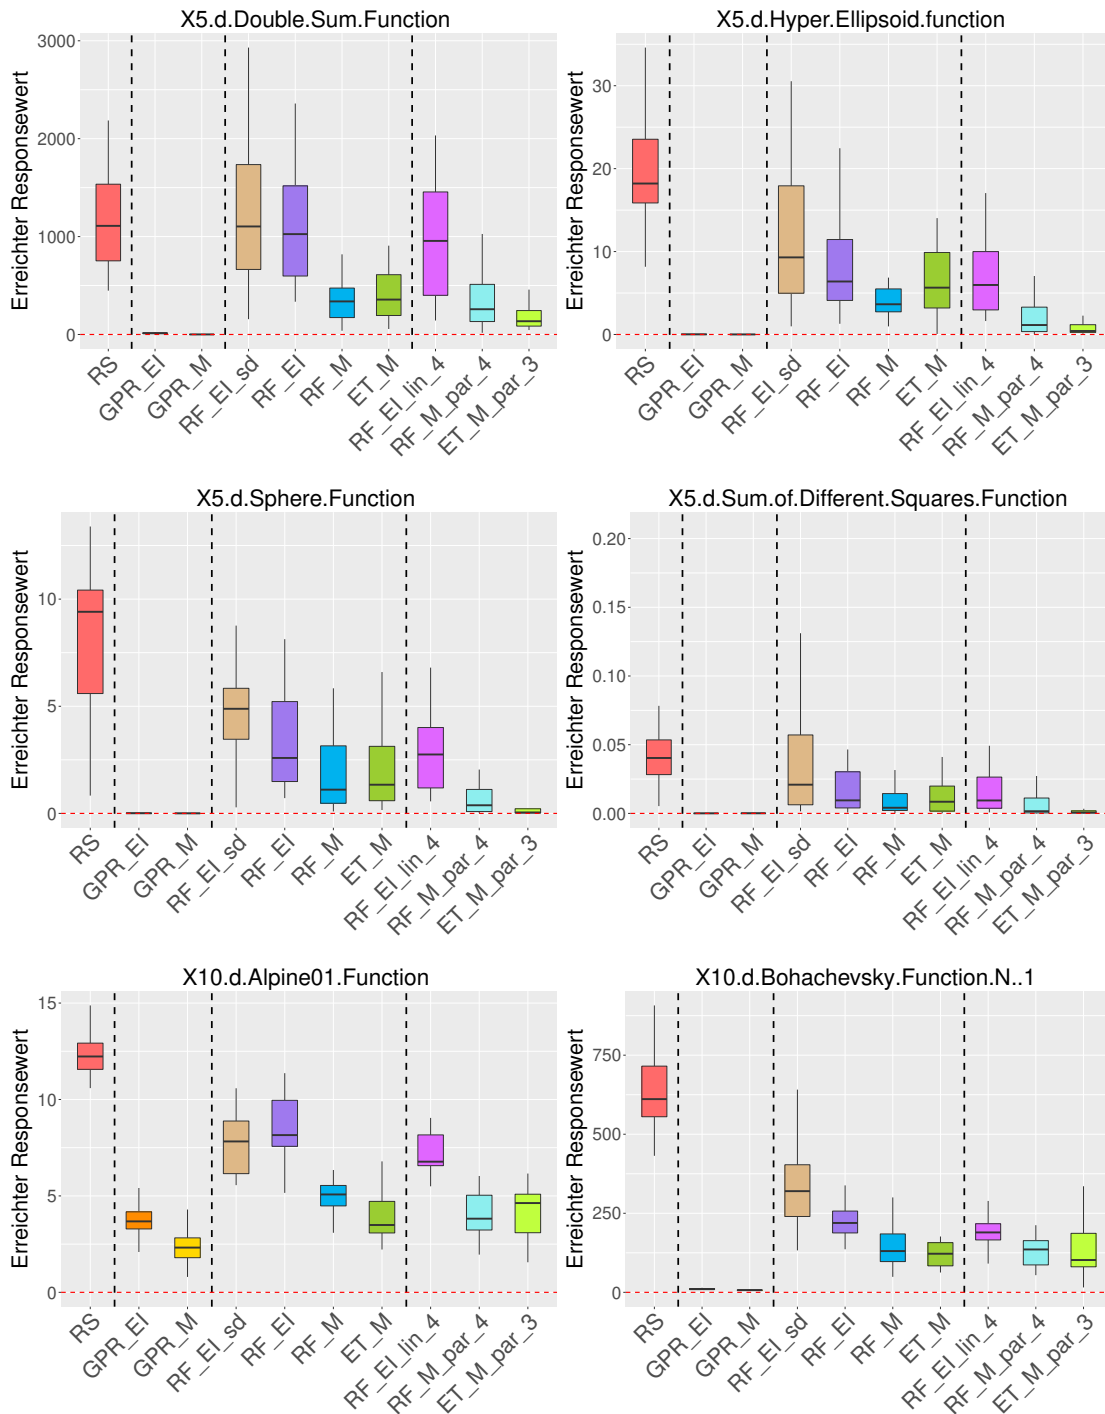 X5.d.Double.Sum.Function
Erreichter Responsewert
3000
2000
1000
0
RS
GPR_EI
GPR_M
RF_EI_sd
RF_EI
RF_M
ET_M
RF_EI_lin_4
RF_M_par_4
ET_M_par_3
X5.d.Hyper.Ellipsoid.function
Erreichter Responsewert
30
20
10
0
RS
GPR_EI
GPR_M
RF_EI_sd
RF_EI
RF_M
ET_M
RF_EI_lin_4
RF_M_par_4
ET_M_par_3
X5.d.Sphere.Function
Erreichter Responsewert
10
5
0
RS
GPR_EI
GPR_M
RF_EI_sd
RF_EI
RF_M
ET_M
RF_EI_lin_4
RF_M_par_4
ET_M_par_3
X5.d.Sum.of.Different.Squares.Function
Erreichter Responsewert
0.20
0.15
0.10
0.05
0.00
RS
GPR_EI
GPR_M
RF_EI_sd
RF_EI
RF_M
ET_M
RF_EI_lin_4
RF_M_par_4
ET_M_par_3
X10.d.Alpine01.Function
Erreichter Responsewert
15
10
5
0
RS
GPR_EI
GPR_M
RF_EI_sd
RF_EI
RF_M
ET_M
RF_EI_lin_4
RF_M_par_4
ET_M_par_3
X10.d.Bohachevsky.Function.N..1
Erreichter Responsewert
750
500
250
0
RS
GPR_EI
GPR_M
RF_EI_sd
RF_EI
RF_M
ET_M
RF_EI_lin_4
RF_M_par_4
ET_M_par_3